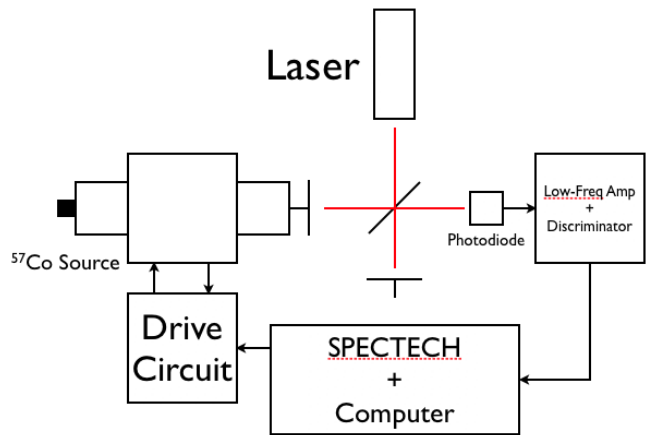 Laser
Low-Freq Amp
+
Discriminator
Photodiode
⁵⁷Co Source
Drive
Circuit
SPECTECH
+
Computer